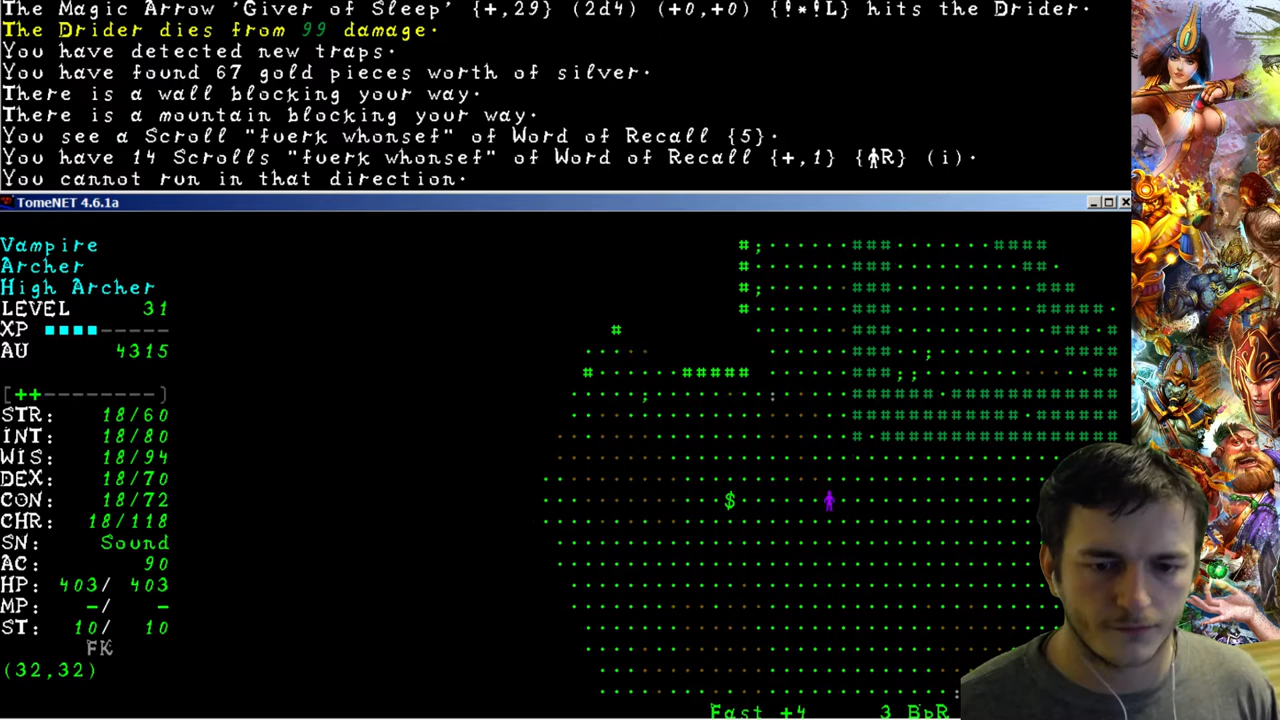 The Magic Arrow 'Giver of Sleep' {+,29} (2d4) (+0,+0) {!*!L} hits the Drider.
The Drider dies from 99 damage.
You have detected new traps.
You have found 67 gold pieces worth of silver.
There is a wall blocking your way.
There is a mountain blocking your way.
You see a Scroll "fuerk whonsef" of Word of Recall {5}.
You have 14 Scrolls "fuerk whonsef" of Word of Recall {+,1} {R} (i).
You cannot run in that direction.
TomeNET 4.6.1a
Vampire
Archer
High Archer
LEVEL 31
XP
AU 4315
[++---------]
STR: 18/60
INT: 18/80
WIS: 18/94
DEX: 18/70
CON: 18/72
CHR: 18/118
SN: Sound
AC: 90
HP: 403/ 403
MP: -/ -
ST: 10/ 10
FK
(32,32)
Fast +4 3 BpR